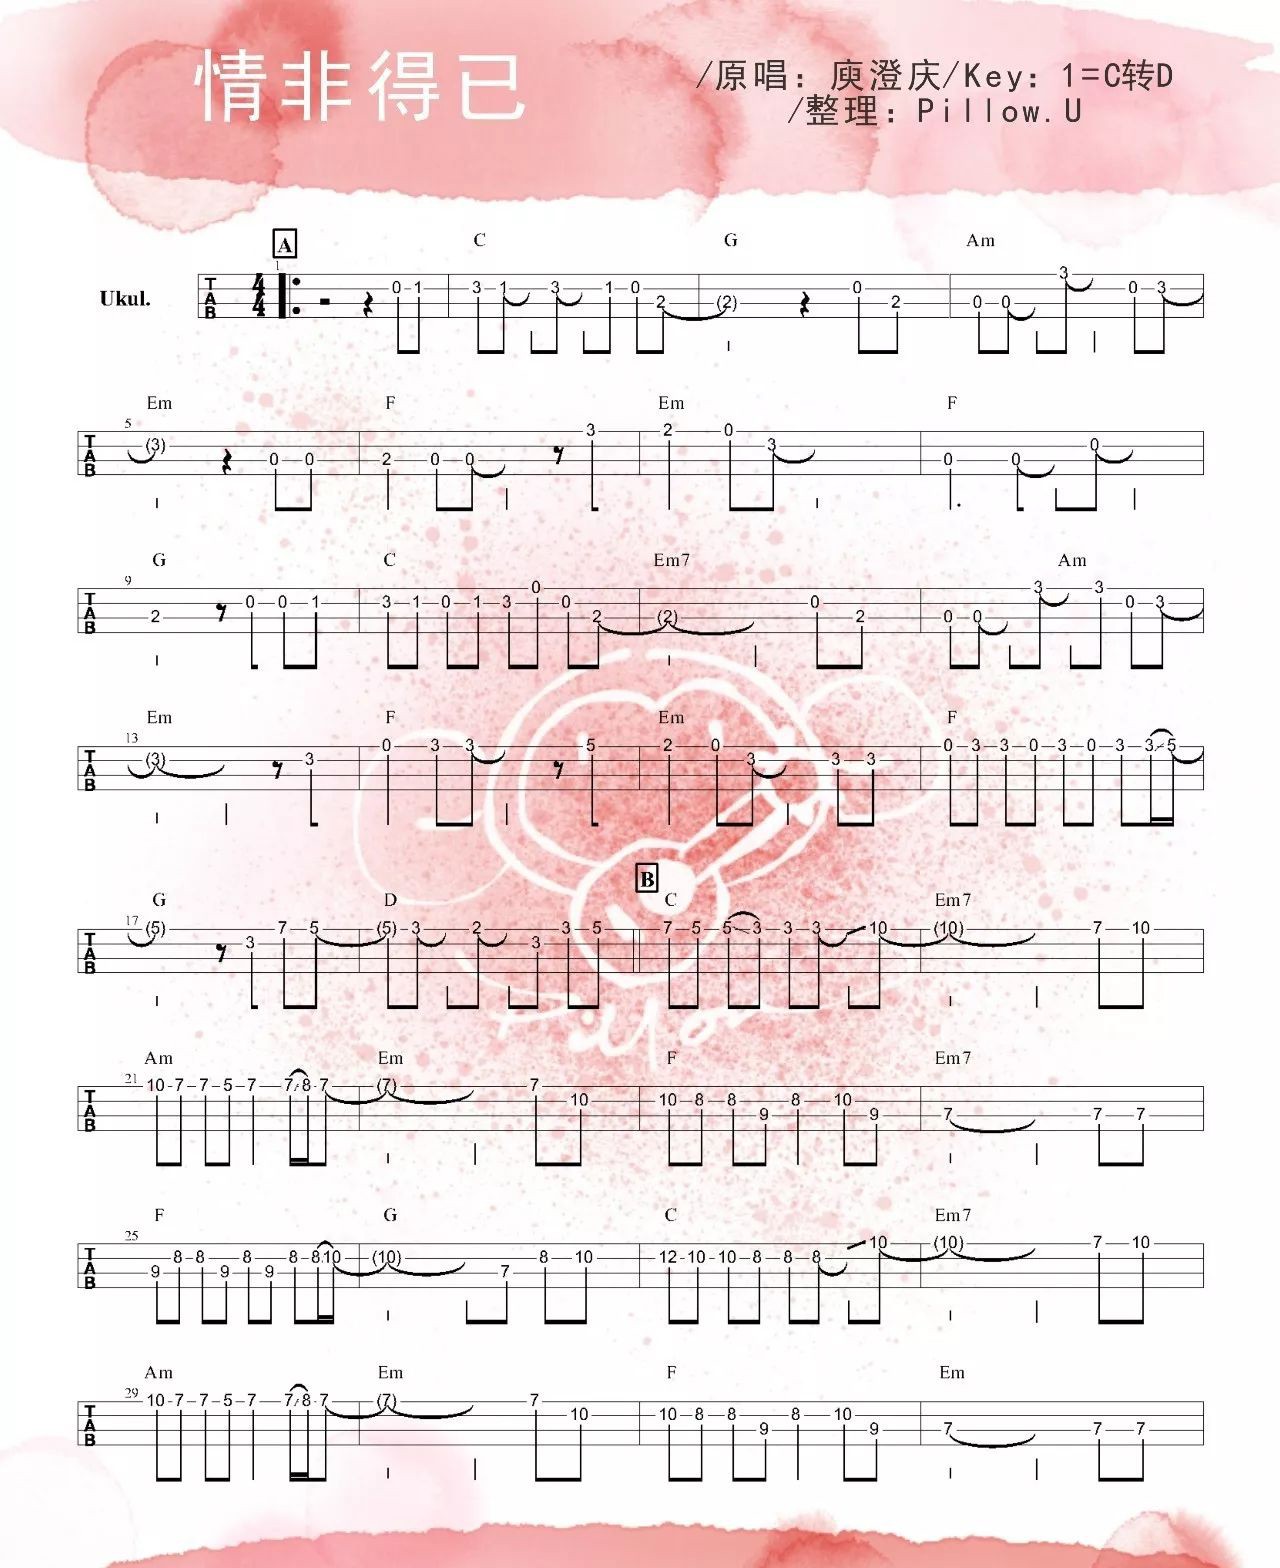 情非得已
/原唱：庾澄庆/Key：1=C转D
/整理：Pillow.U
A
C G Am
1
Ukul.
T A B 4 4 0 1 3 1 3 1 0 2 (2) 0 2 0 0 3 0 3
Em F Em F
5
T A B (3) 0 0 2 0 0 3 2 0 3 0 0 0
G C Em7 Am
9
T A B 2 0 0 1 3 1 0 1 3 0 0 2 (2) 0 2 0 0 3 3 0 3
Em F Em F
13
T A B (3) 3 0 3 3 5 2 0 3 3 3 0 3 3 0 3 0 3 3 5
B
G D C Em7
17
T A B (5) 3 7 5 (5) 3 2 3 3 5 7 5 5 3 3 3 10 (10) 7 10
Pillow
Am Em F Em7
21
T A B 10 7 7 5 7 7 8 7 (7) 7 10 10 8 8 9 8 10 9 7 7 7
F G C Em7
25
T A B 9 8 8 9 8 9 8 8 10 (10) 7 8 10 12 10 10 8 8 8 10 (10) 7 10
Am Em F Em
29
T A B 10 7 7 5 7 7 8 7 (7) 7 10 10 8 8 9 8 10 9 7 7 7